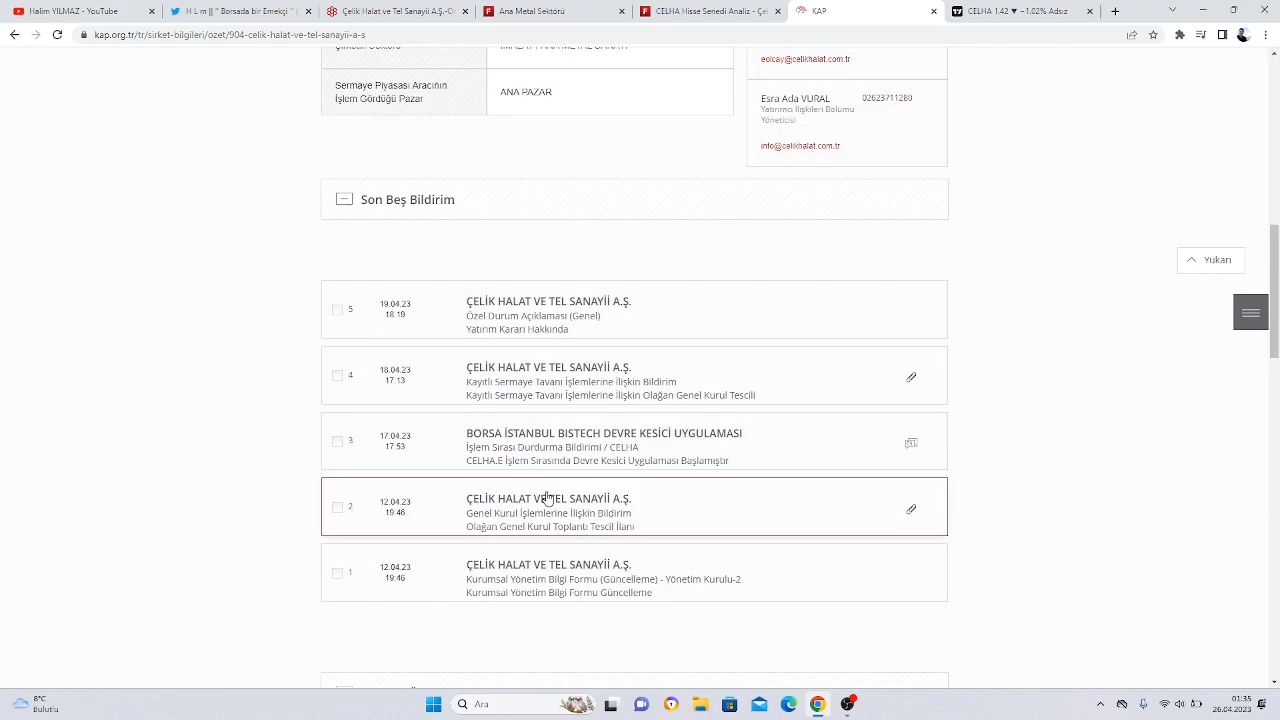 Halim YILMAZ - YouTube
H L m || " Borsada bir Emekçi " (
Çelik Halat ve Tel Sanayii A.Ş.-
Ana Metal Sektörü
CELHA Hisse Senedi Analiz - Çel
KAP
CELHA 1.42 ▼ −1.02% Adsız
kap.org.tr/tr/sirket-bilgileri/ozet/904-celik-halat-ve-tel-sanayii-a-s
Sermaye Piyasası Aracının
İşlem Gördüğü Pazar
ANA PAZAR
eolcay@celikhalat.com.tr
Esra Ada VURAL
02623711280
Yatırımcı İlişkileri Bölümü
Yöneticisi
info@celikhalat.com.tr
Son Beş Bildirim
Yukarı
5
19.04.23
18:19
ÇELİK HALAT VE TEL SANAYİİ A.Ş.
Özel Durum Açıklaması (Genel)
Yatırım Kararı Hakkında
4
18.04.23
17:13
ÇELİK HALAT VE TEL SANAYİİ A.Ş.
Kayıtlı Sermaye Tavanı İşlemlerine İlişkin Bildirim
Kayıtlı Sermaye Tavanı İşlemlerine İlişkin Olağan Genel Kurul Tescili
3
17.04.23
17:53
BORSA İSTANBUL BISTECH DEVRE KESİCİ UYGULAMASI
İşlem Sırası Durdurma Bildirimi / CELHA
CELHA.E İşlem Sırasında Devre Kesici Uygulaması Başlamıştır
2
12.04.23
19:48
ÇELİK HALAT VE TEL SANAYİİ A.Ş.
Genel Kurul İşlemlerine İlişkin Bildirim
Olağan Genel Kurul Toplantı Tescil İlanı
1
12.04.23
19:46
ÇELİK HALAT VE TEL SANAYİİ A.Ş.
Kurumsal Yönetim Bilgi Formu (Güncelleme) - Yönetim Kurulu-2
Kurumsal Yönetim Bilgi Formu Güncelleme
8°C
Bulutlu
Ara
01:35
26.04.2023